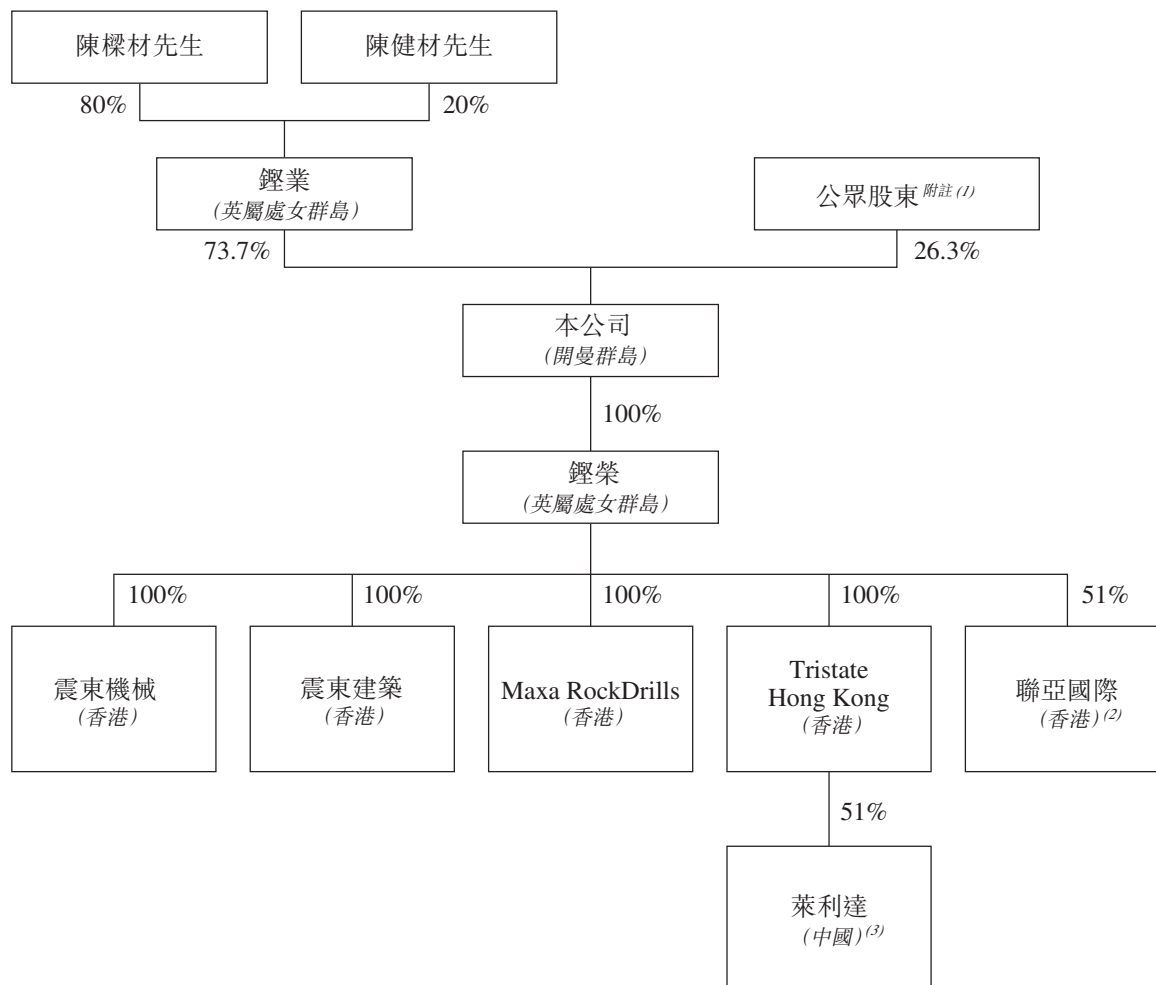 陳樑材先生
陳健材先生
80%
20%
鏗業
(英屬處女群島)
公眾股東附註(1)
73.7%
26.3%
本公司
(開曼群島)
100%
鏗榮
(英屬處女群島)
100%
100%
100%
100%
51%
震東機械
(香港)
震東建築
(香港)
Maxa RockDrills
(香港)
Tristate
Hong Kong
(香港)
聯亞國際
(香港)(2)
51%
萊利達
(中國)(3)